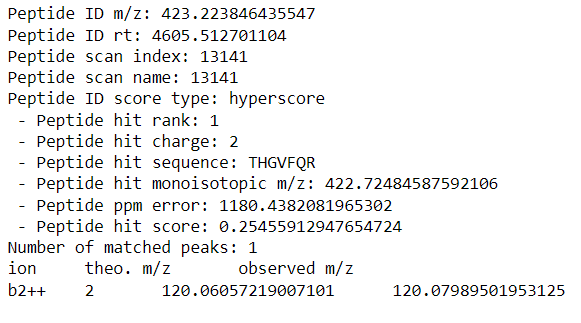 Peptide ID m/z: 423.223846435547
Peptide ID rt: 4605.512701104
Peptide scan index: 13141
Peptide scan name: 13141
Peptide ID score type: hyperscore
 - Peptide hit rank: 1
 - Peptide hit charge: 2
 - Peptide hit sequence: THGVFQR
 - Peptide hit monoisotopic m/z: 422.72484587592106
 - Peptide ppm error: 1180.4382081965302
 - Peptide hit score: 0.25455912947654724
Number of matched peaks: 1
ion	theo. m/z	observed m/z
b2++	2	120.06057219007101	120.07989501953125